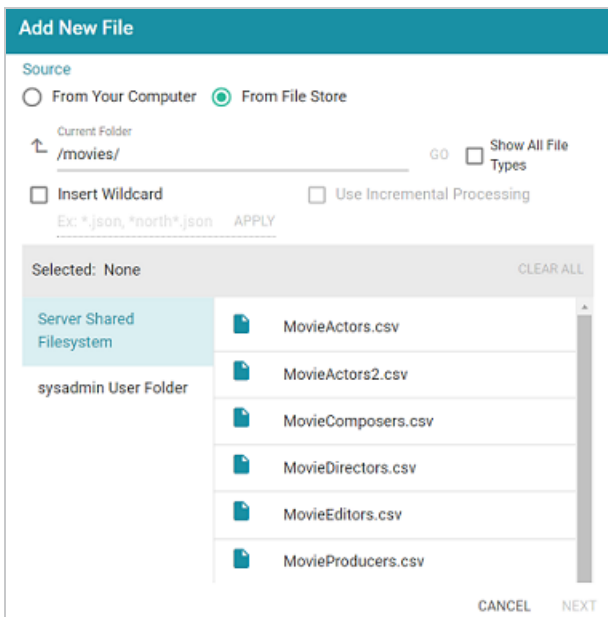 Add New File
Source
From Your Computer From File Store
Current Folder
/movies/
GO
Show All File
Types
Insert Wildcard Use Incremental Processing
Ex: *.json, *north*.json APPLY
Selected: None CLEAR ALL
Server Shared
Filesystem
sysadmin User Folder
MovieActors.csv
MovieActors2.csv
MovieComposers.csv
MovieDirectors.csv
MovieEditors.csv
MovieProducers.csv
CANCEL NEXT